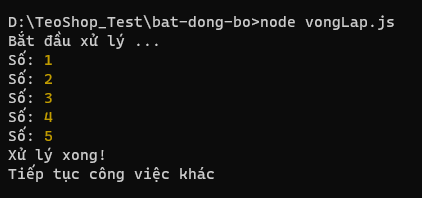 D:\TeoShop_Test\bat-dong-bo>node vongLap.js
Bắt đầu xử lý ...
Số: 1
Số: 2
Số: 3
Số: 4
Số: 5
Xử lý xong!
Tiếp tục công việc khác